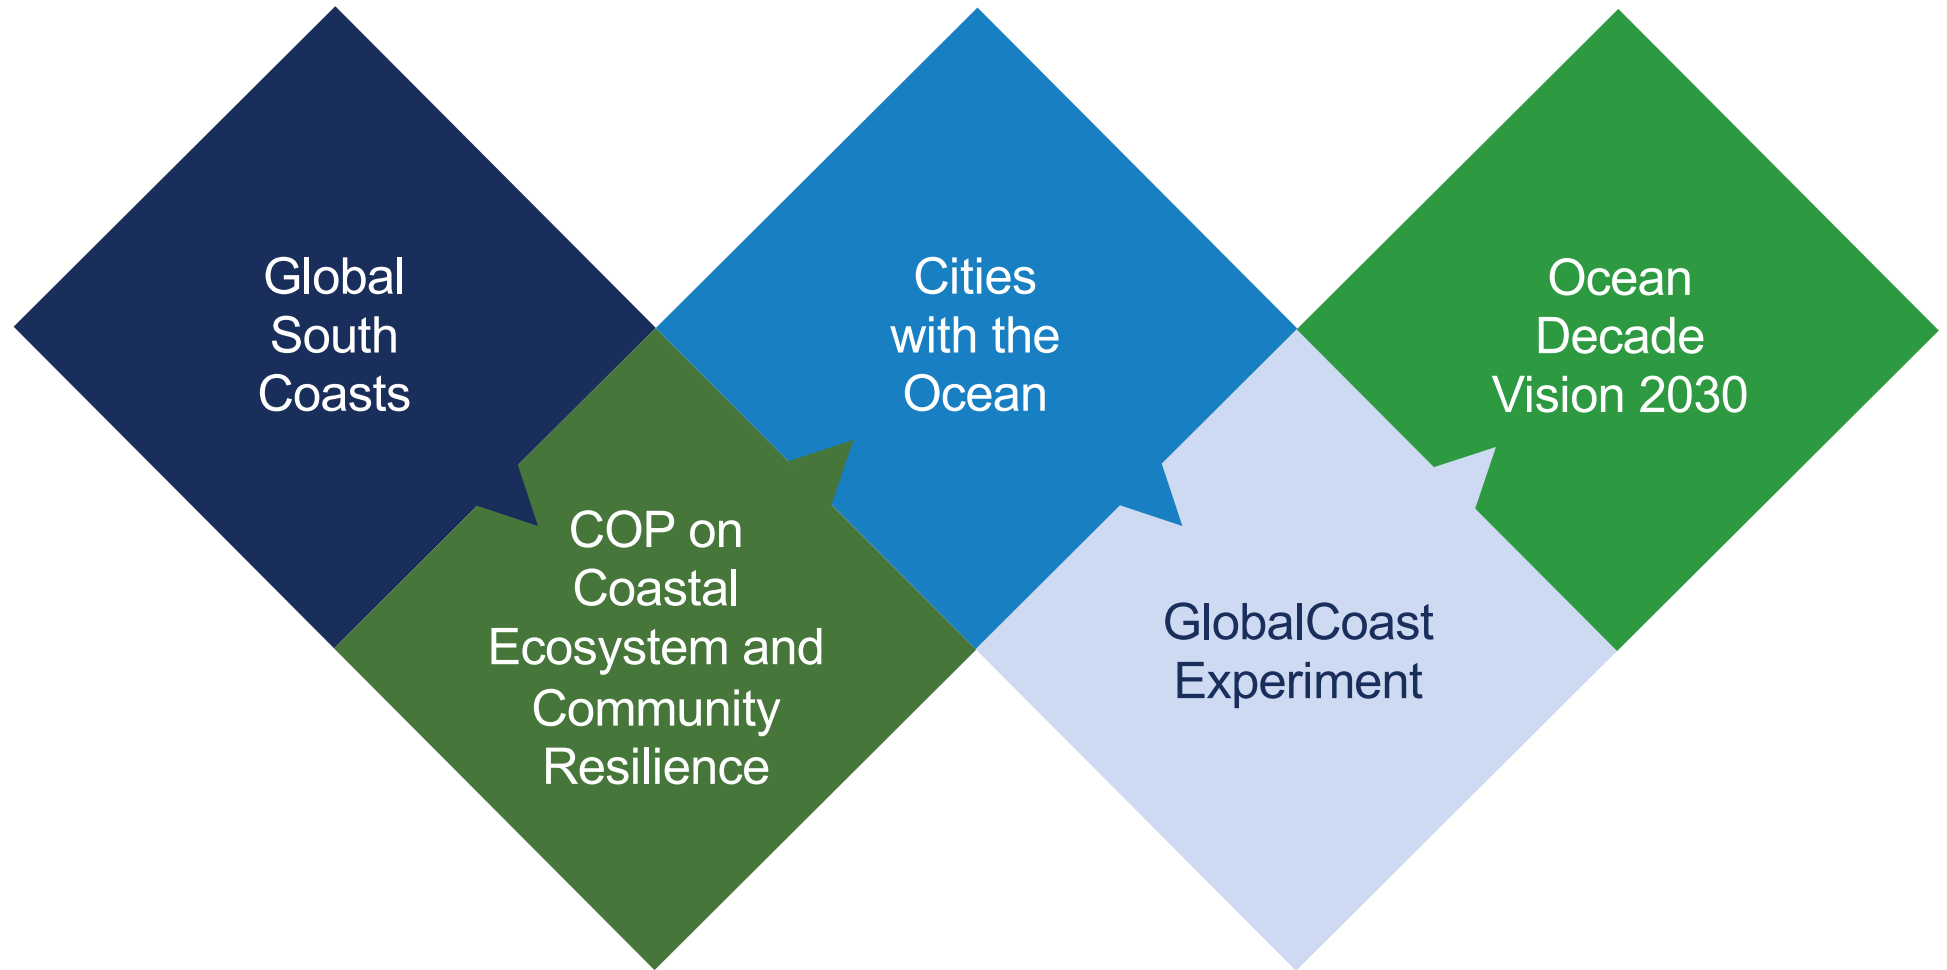 Global
South
Coasts
COP on
Coastal
Ecosystem and
Community
Resilience
Cities
with the
Ocean
GlobalCoast
Experiment
Ocean
Decade
Vision 2030